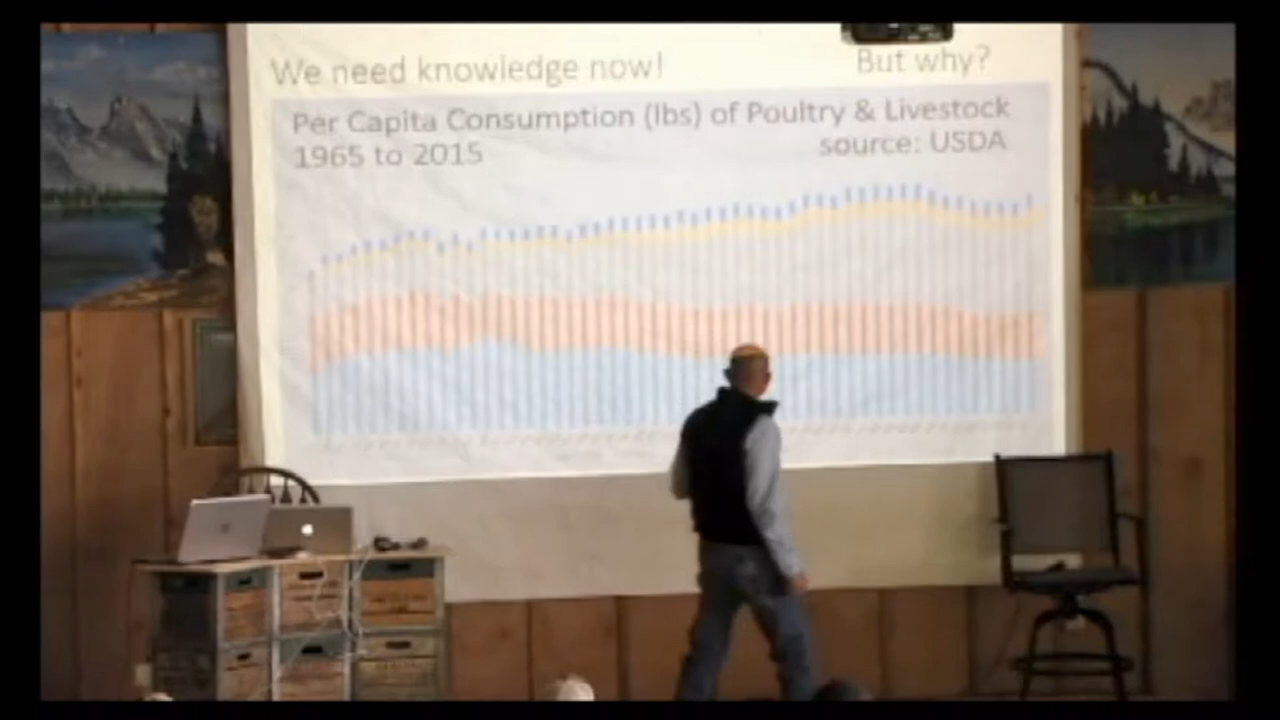 We need knowledge now! But why?
Per Capita Consumption (lbs) of Poultry & Livestock
1965 to 2015 source: USDA